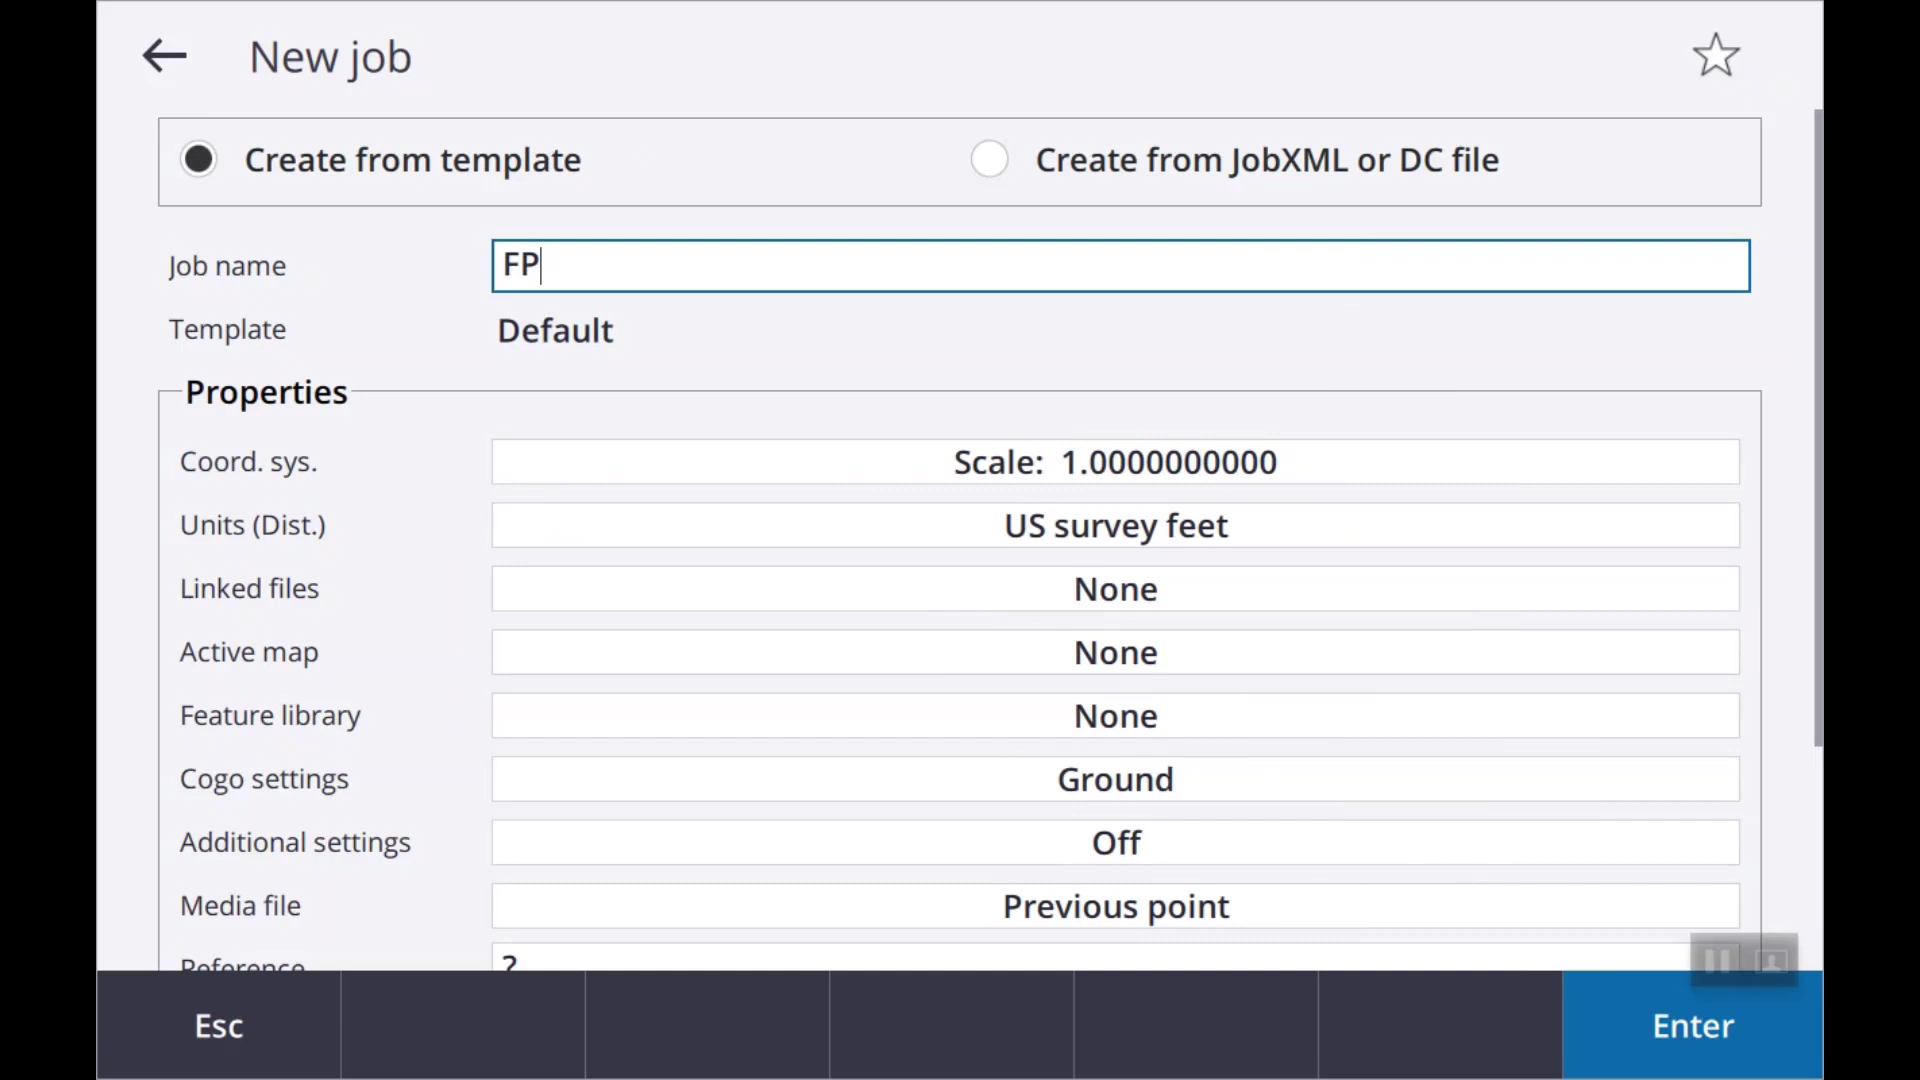 New job
Create from template
Create from JobXML or DC file
Job name
FP
Template
Default
Properties
Coord. sys.
Scale: 1.0000000000
Units (Dist.)
US survey feet
Linked files
None
Active map
None
Feature library
None
Cogo settings
Ground
Additional settings
Off
Media file
Previous point
Reference
?
Esc
Enter